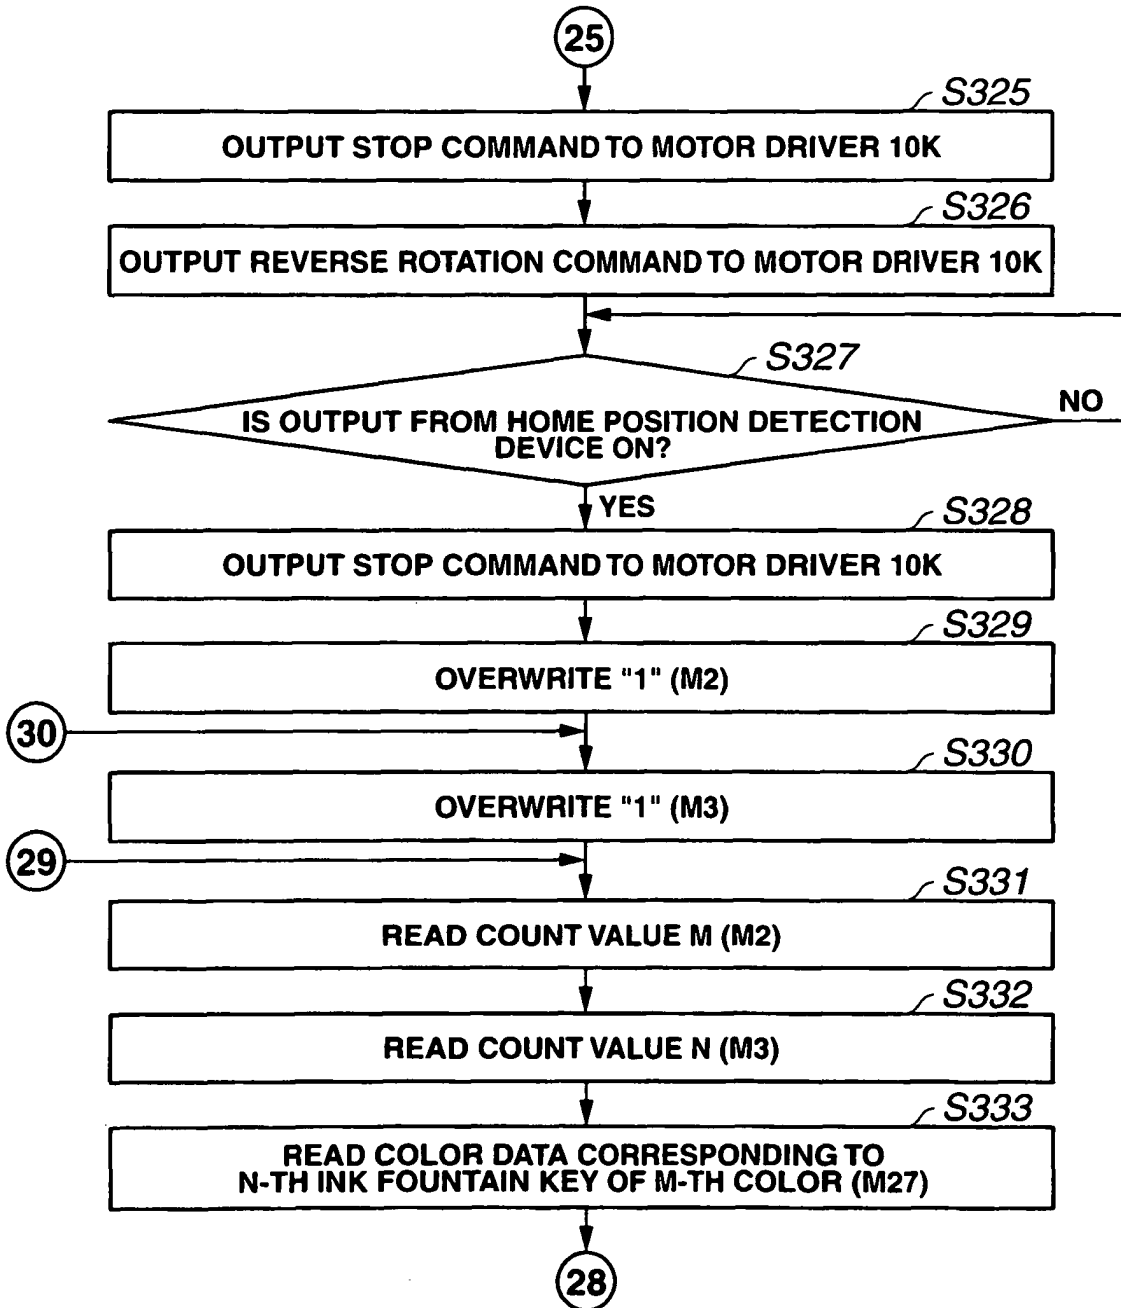 25
S325
OUTPUT STOP COMMAND TO MOTOR DRIVER 10K
S326
OUTPUT REVERSE ROTATION COMMAND TO MOTOR DRIVER 10K
S327
IS OUTPUT FROM HOME POSITION DETECTION
DEVICE ON?
NO
YES
S328
OUTPUT STOP COMMAND TO MOTOR DRIVER 10K
S329
OVERWRITE "1" (M2)
30
S330
OVERWRITE "1" (M3)
29
S331
READ COUNT VALUE M (M2)
S332
READ COUNT VALUE N (M3)
S333
READ COLOR DATA CORRESPONDING TO
N-TH INK FOUNTAIN KEY OF M-TH COLOR (M27)
28